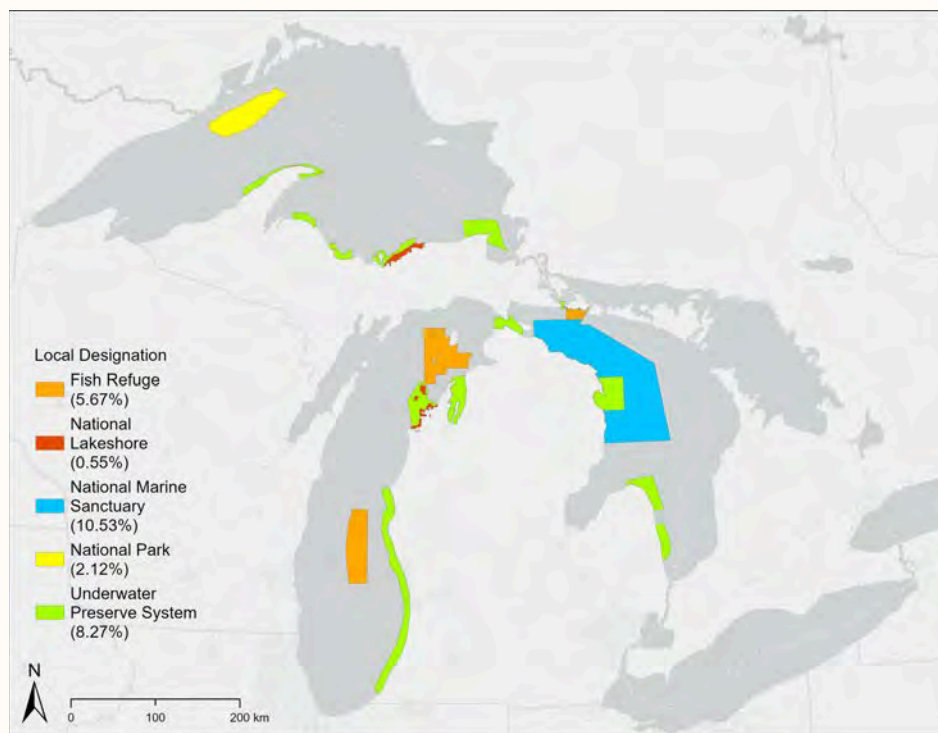 Local Designation
Fish Refuge
(5.67%)
National
Lakeshore
(0.55%)
National Marine
Sanctuary
(10.53%)
National Park
(2.12%)
Underwater
Preserve System
(8.27%)
N
0 100 200 km